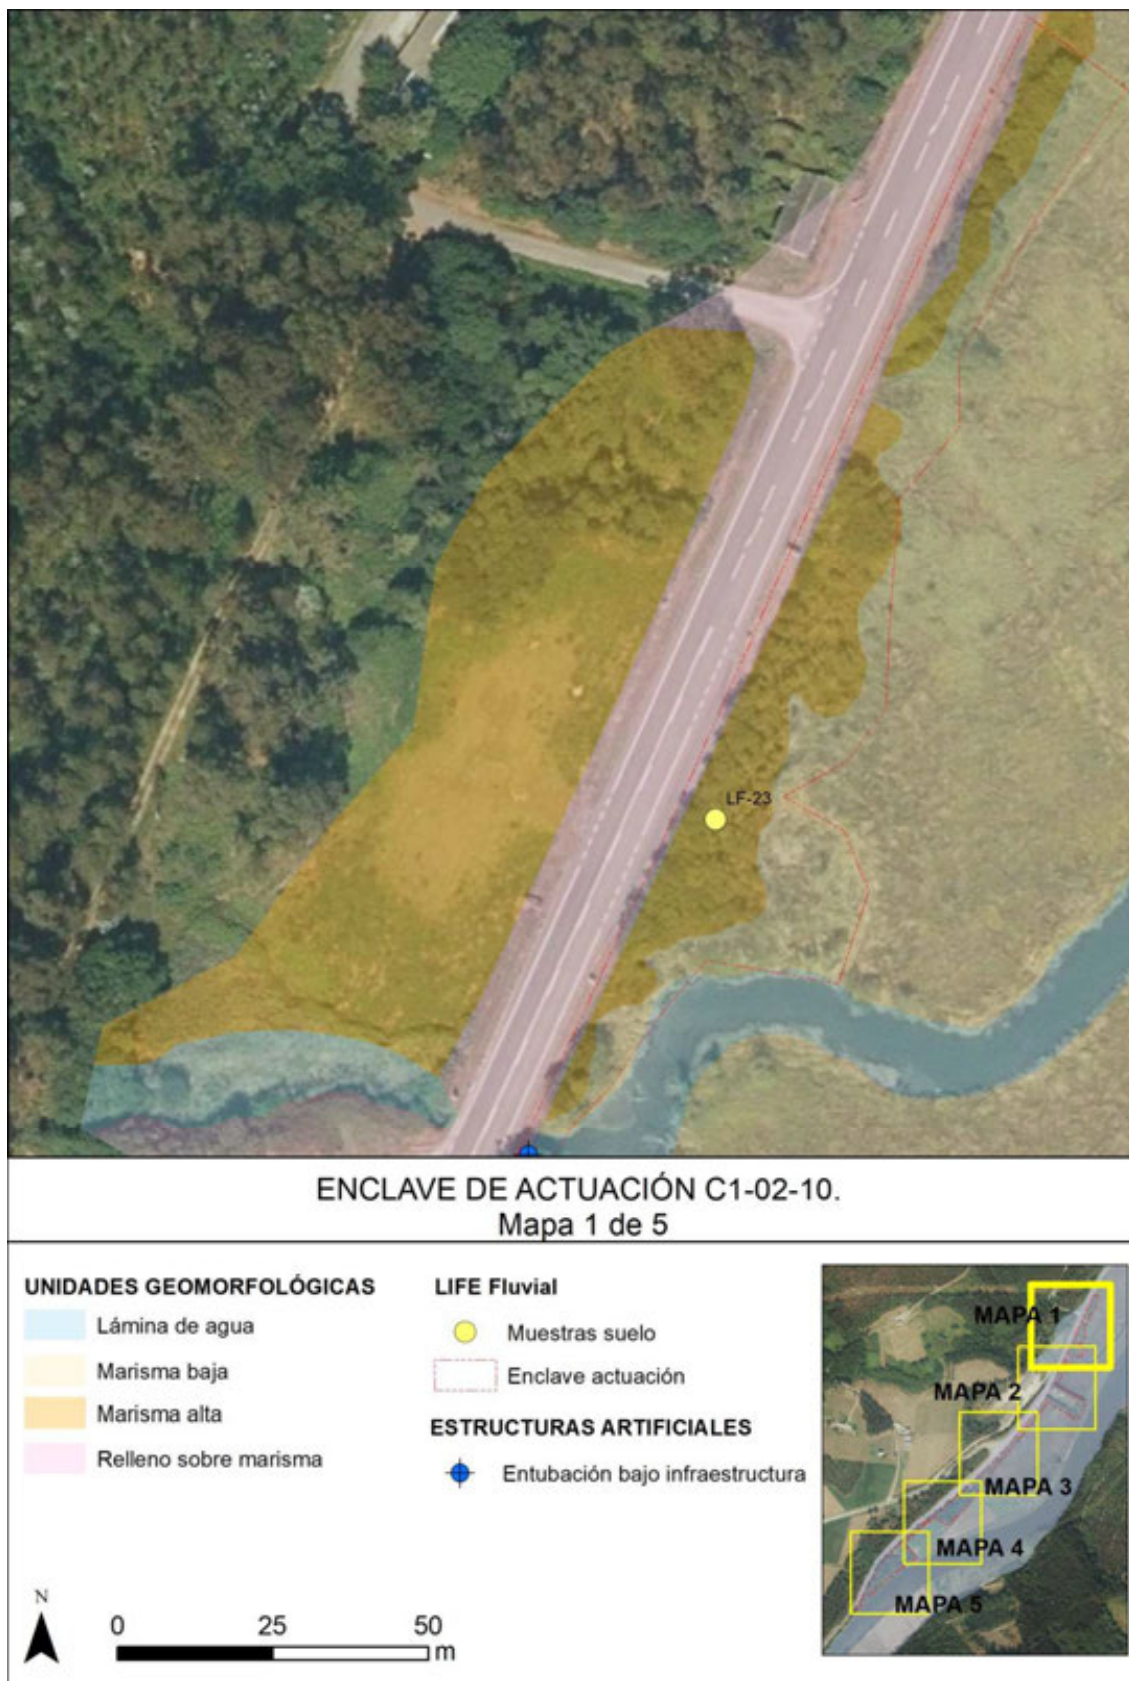 LF-23
ENCLAVE DE ACTUACIÓN C1-02-10.
Mapa 1 de 5
UNIDADES GEOMORFOLÓGICAS
Lámina de agua
Marisma baja
Marisma alta
Relleno sobre marisma
LIFE Fluvial
Muestras suelo
Enclave actuación
ESTRUCTURAS ARTIFICIALES
Entubación bajo infraestructura
MAPA 1
MAPA 2
MAPA 3
MAPA 4
MAPA 5
N
0 25 50
m